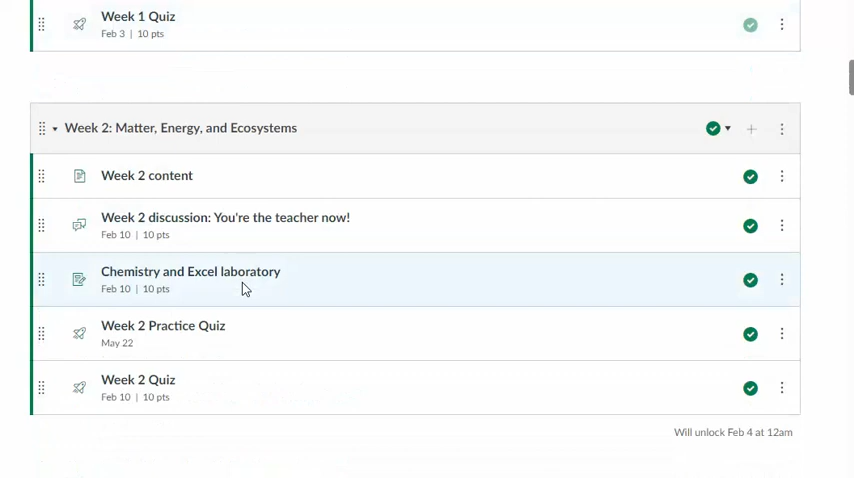 Week 1 Quiz
Feb 3 | 10 pts
Week 2: Matter, Energy, and Ecosystems
Week 2 content
Week 2 discussion: You're the teacher now!
Feb 10 | 10 pts
Chemistry and Excel laboratory
Feb 10 | 10 pts
Week 2 Practice Quiz
May 22
Week 2 Quiz
Feb 10 | 10 pts
Will unlock Feb 4 at 12am